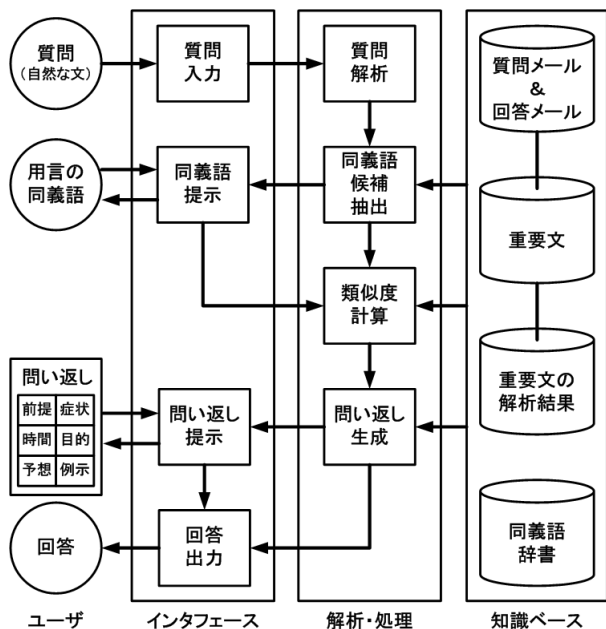 質問
（自然な文）
質問
入力
質問
解析
質問メール
&
回答メール
用言の
同義語
同義語
提示
同義語
候補
抽出
重要文
類似度
計算
問い返し
前提 症状
時間 目的
予想 例示
問い返し
提示
問い返し
生成
重要文の
解析結果
回答
回答
出力
同義語
辞書
ユーザ インタフェース 解析・処理 知識ベース